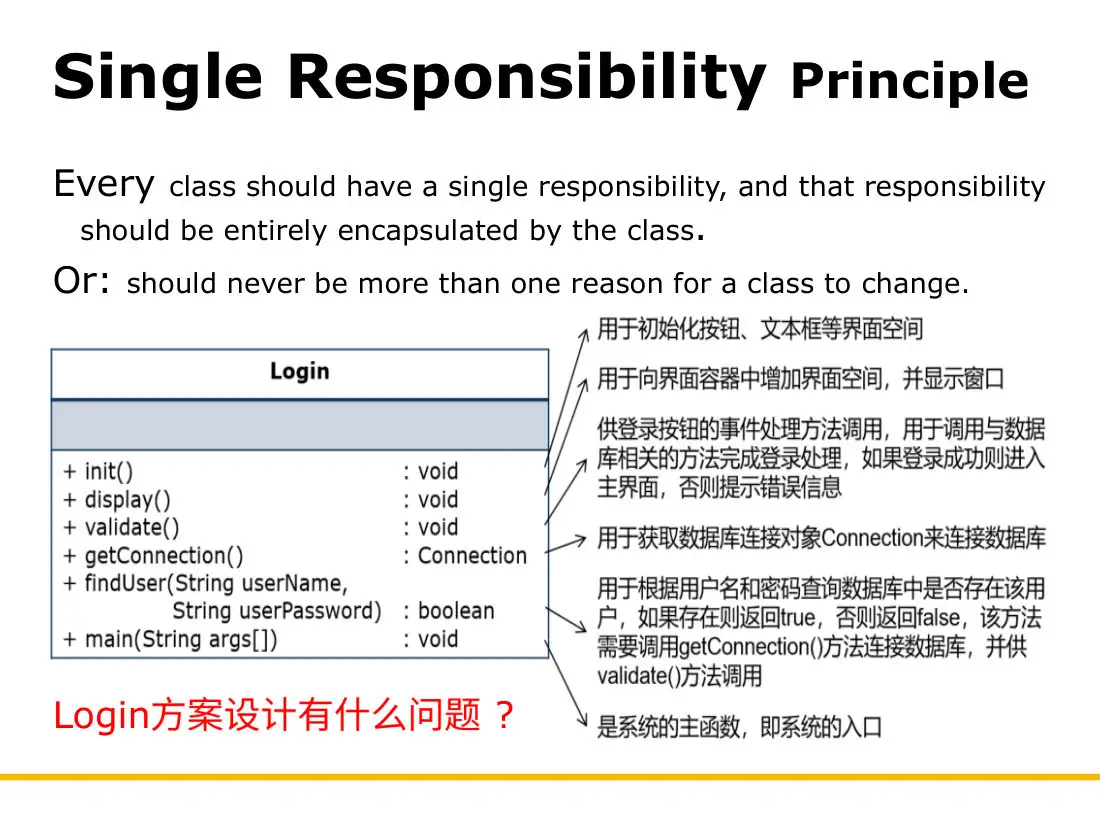 Single Responsibility Principle
Every class should have a single responsibility, and that responsibility
should be entirely encapsulated by the class.
Or: should never be more than one reason for a class to change.
Login
+ init() : void
+ display() : void
+ validate() : void
+ getConnection() : Connection
+ findUser(String userName,
String userPassword) : boolean
+ main(String args[]) : void
用于初始化按钮、文本框等界面空间
用于向界面容器中增加界面空间，并显示窗口
供登录按钮的事件处理方法调用，用于调用与数据
库相关的方法完成登录处理，如果登录成功则进入
主界面，否则提示错误信息
用于获取数据库连接对象Connection来连接数据库
用于根据用户名和密码查询数据库中是否存在该用
户，如果存在则返回true，否则返回false，该方法
需要调用getConnection()方法连接数据库，并供
validate()方法调用
是系统的主函数，即系统的入口
Login方案设计有什么问题 ？